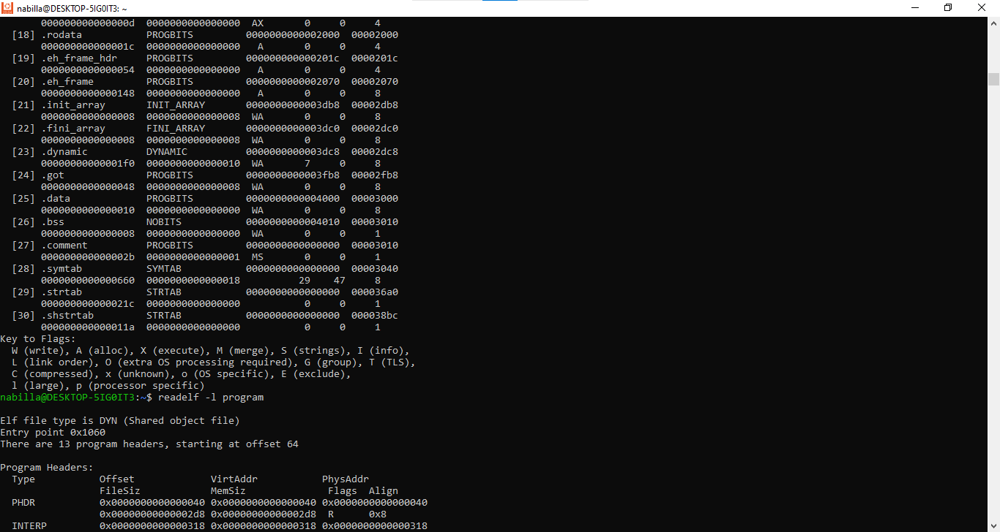 nabilla@DESKTOP-5IG0IT3: ~
       000000000000000d  0000000000000000  AX       0     0     4
  [18] .rodata           PROGBITS         0000000000002000  00002000
       000000000000001c  0000000000000000   A       0     0     4
  [19] .eh_frame_hdr     PROGBITS         000000000000201c  0000201c
       0000000000000054  0000000000000000   A       0     0     4
  [20] .eh_frame         PROGBITS         0000000000002070  00002070
       0000000000000148  0000000000000000   A       0     0     8
  [21] .init_array       INIT_ARRAY       0000000000003db8  00002db8
       0000000000000008  0000000000000008  WA       0     0     8
  [22] .fini_array       FINI_ARRAY       0000000000003dc0  00002dc0
       0000000000000008  0000000000000008  WA       0     0     8
  [23] .dynamic          DYNAMIC          0000000000003dc8  00002dc8
       00000000000001f0  0000000000000010  WA       7     0     8
  [24] .got              PROGBITS         0000000000003fb8  00002fb8
       0000000000000048  0000000000000008  WA       0     0     8
  [25] .data             PROGBITS         0000000000004000  00003000
       0000000000000010  0000000000000000  WA       0     0     8
  [26] .bss              NOBITS           0000000000004010  00003010
       0000000000000008  0000000000000000  WA       0     0     1
  [27] .comment          PROGBITS         0000000000000000  00003010
       000000000000002b  0000000000000001  MS       0     0     1
  [28] .symtab           SYMTAB           0000000000000000  00003040
       0000000000000660  0000000000000018          29    47     8
  [29] .strtab           STRTAB           0000000000000000  000036a0
       000000000000021c  0000000000000000           0     0     1
  [30] .shstrtab         STRTAB           0000000000000000  000038bc
       000000000000011a  0000000000000000           0     0     1
Key to Flags:
  W (write), A (alloc), X (execute), M (merge), S (strings), I (info),
  L (link order), O (extra OS processing required), G (group), T (TLS),
  C (compressed), x (unknown), o (OS specific), E (exclude),
  l (large), p (processor specific)
nabilla@DESKTOP-5IG0IT3:~$ readelf -l program
Elf file type is DYN (Shared object file)
Entry point 0x1060
There are 13 program headers, starting at offset 64
Program Headers:
  Type           Offset             VirtAddr           PhysAddr
                 FileSiz            MemSiz              Flags  Align
  PHDR           0x0000000000000040 0x0000000000000040 0x0000000000000040
                 0x00000000000002d8 0x00000000000002d8  R      0x8
  INTERP         0x0000000000000318 0x0000000000000318 0x0000000000000318